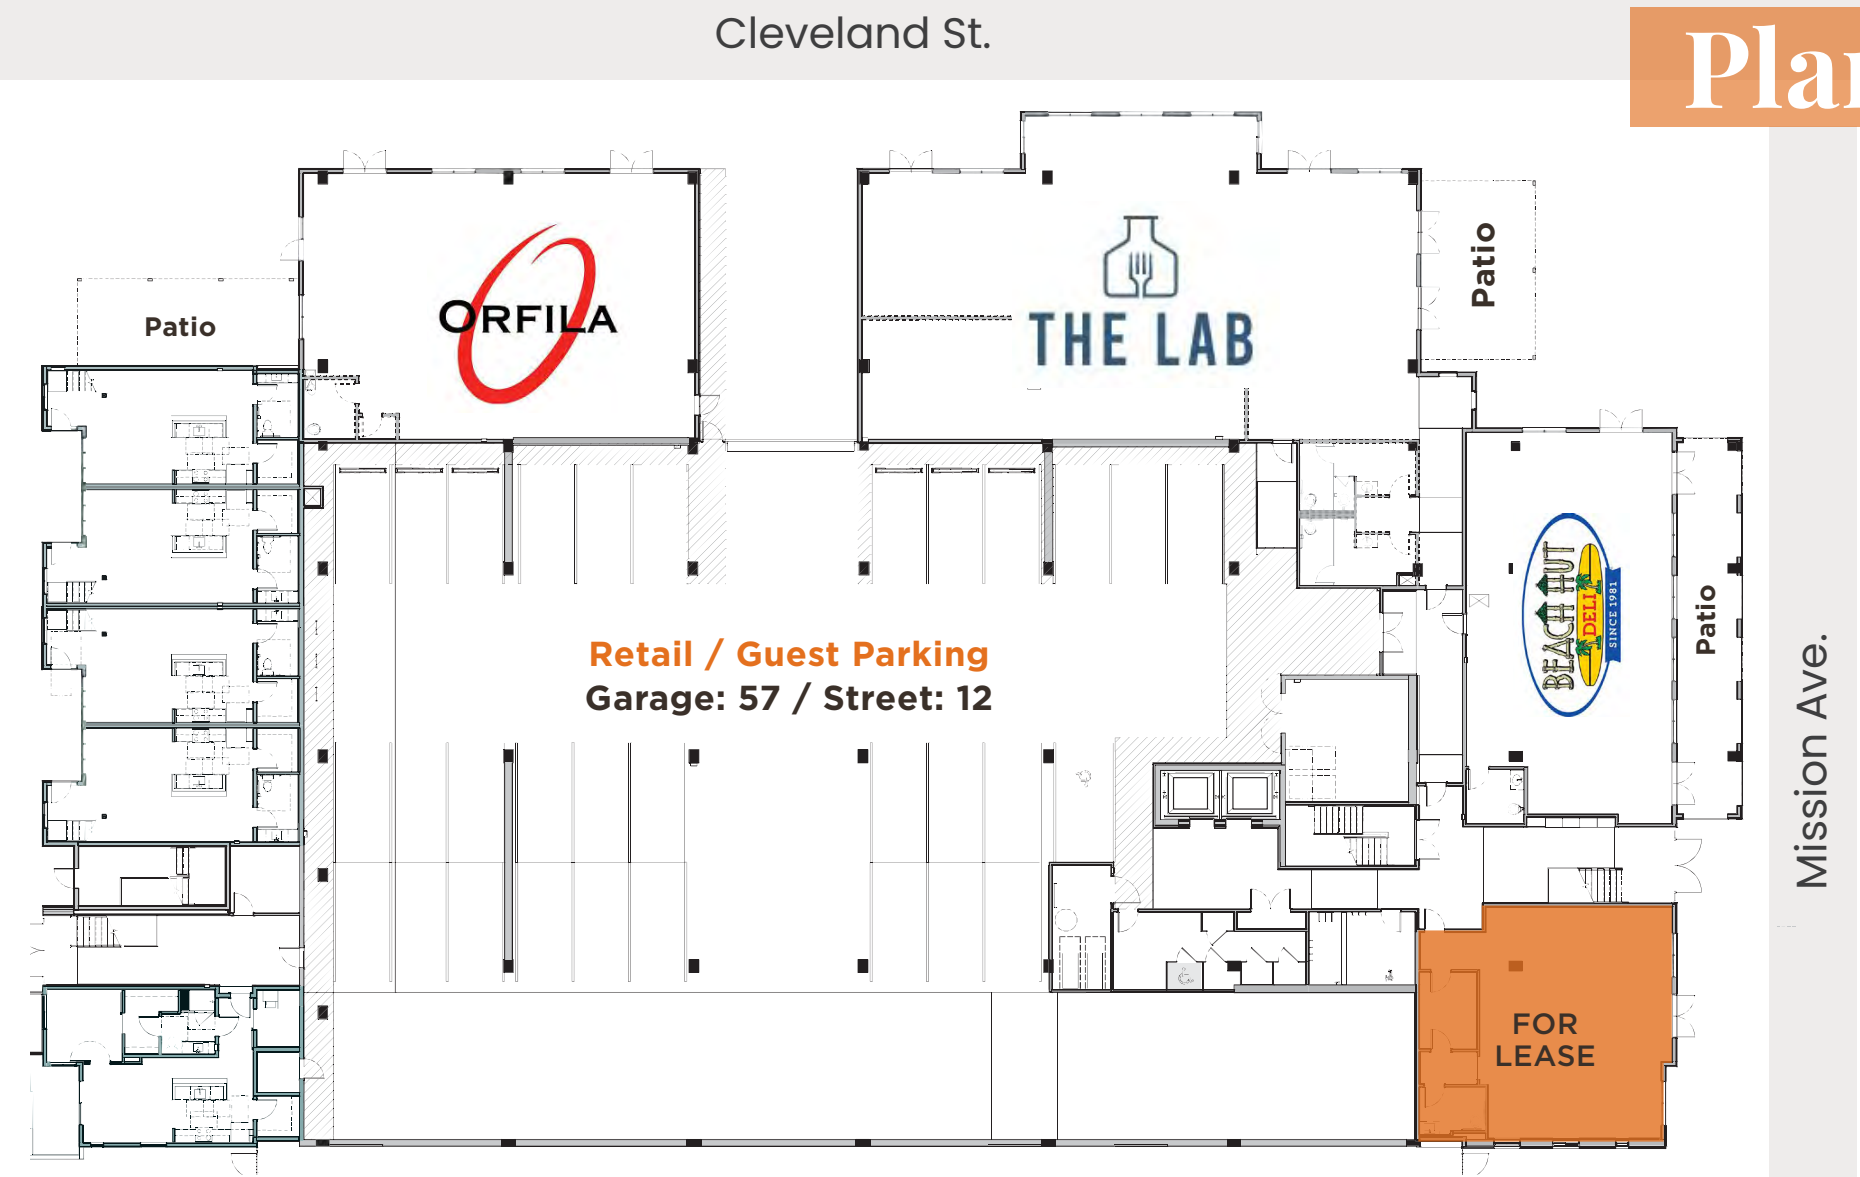 Cleveland St.
Plan
Patio
ORFILA
THE LAB
Patio
BEACH HUT
DELI
SINCE 1981
Patio
Retail / Guest Parking
Garage: 57 / Street: 12
Mission Ave.
FOR
LEASE